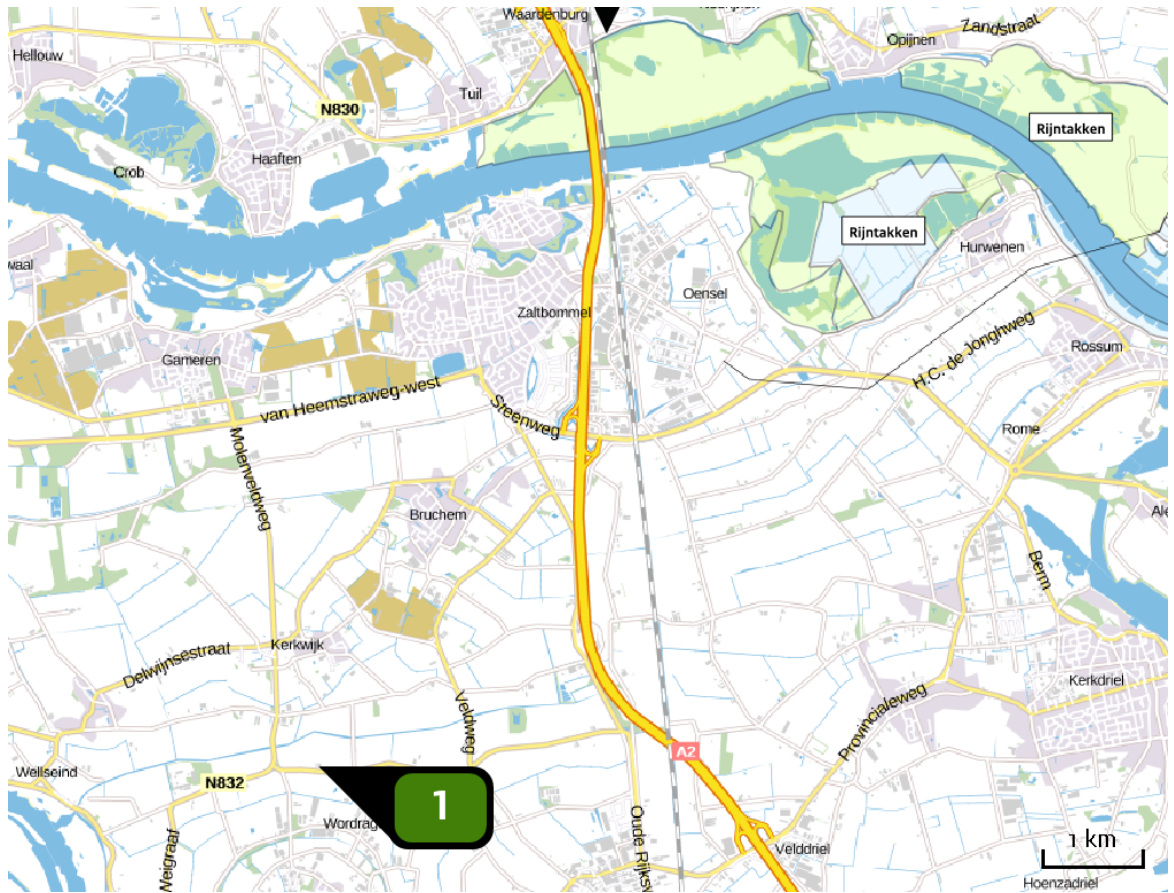 Waardenburg
Zandstraat
Opijnen
Hellouw
Tuil
N830
Rijntakken
Haaften
Crob
Rijntakken
Hurwenen
waal
Oensel
Zaltbommel
Gameren
H.C. de Jonghweg
Rossum
van Heemstraweg-west
Steenweg
Rome
Molenveldweg
Bruchem
Ale
Berm
Kerkwijk
Delwijnsestraat
Kerkdriel
Veldweg
Provincialeweg
A2
Wellseind
N832
1
Wordrag
Oude Rijksw
1 km
Velddriel
Weigraaf
Hoenzadriel